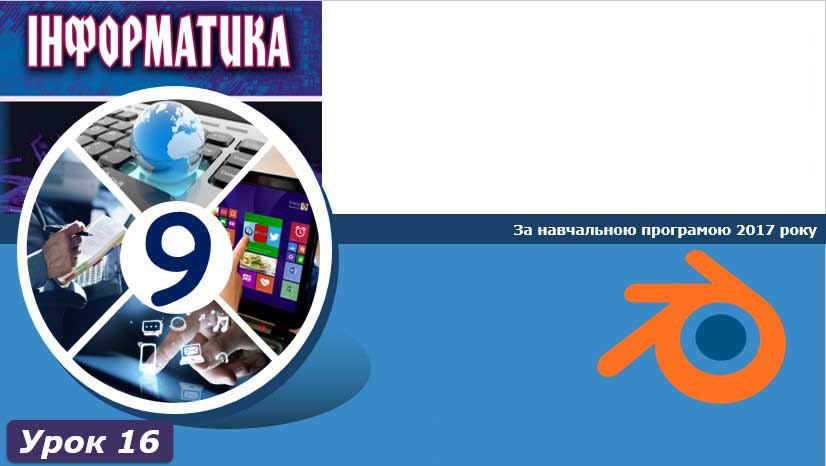 ІНФОРМАТИКА
9
За навчальною програмою 2017 року
Урок 16